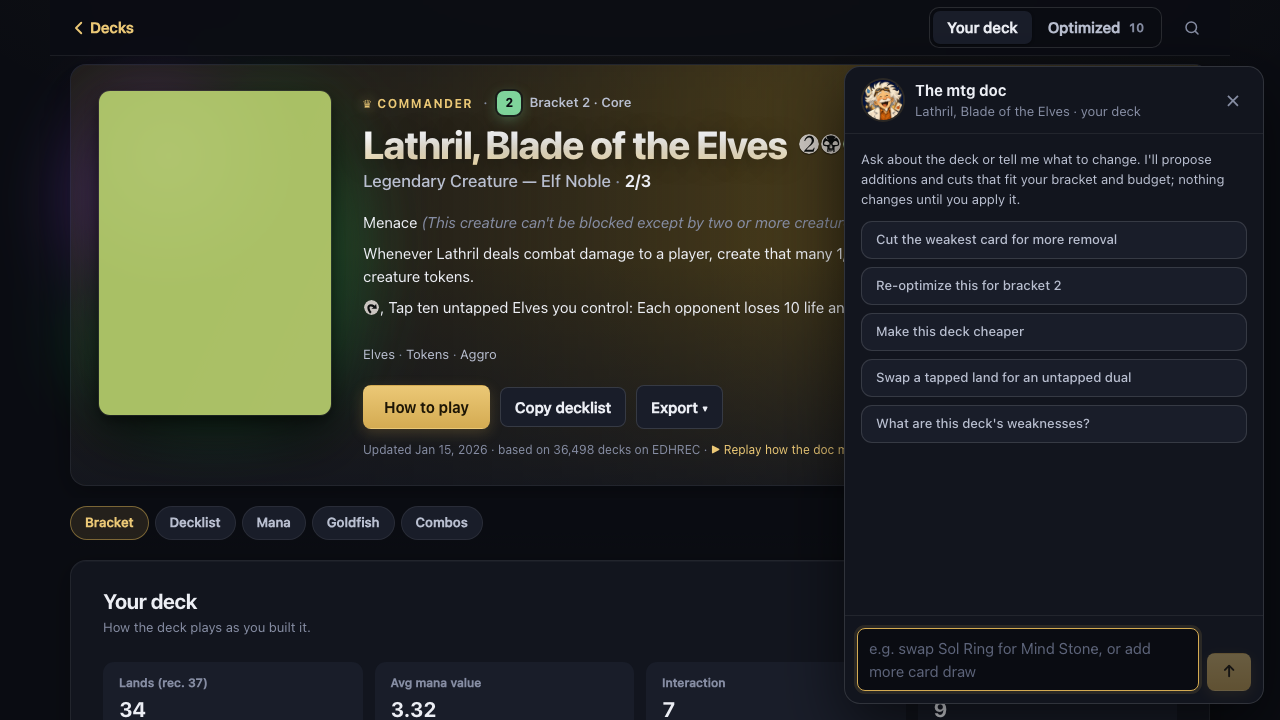 Decks
Your deck
Optimized 10
COMMANDER · 2 Bracket 2 · Core
Lathril, Blade of the Elves 2
Legendary Creature — Elf Noble · 2/3
Menace (This creature can't be blocked except by two or more
Whenever Lathril deals combat damage to a player, create that many 1,
creature tokens.
, Tap ten untapped Elves you control: Each opponent loses 10 life
Elves · Tokens · Aggro
How to play
Copy decklist
Export ▾
Updated Jan 15, 2026 · based on 36,498 decks on EDHREC · ▶ Replay how the doc
Bracket
Decklist
Mana
Goldfish
Combos
Your deck
How the deck plays as you built it.
Lands (rec. 37)
34
Avg mana value
3.32
Interaction
7
9
The mtg doc
Lathril, Blade of the Elves · your deck
Ask about the deck or tell me what to change. I'll propose
additions and cuts that fit your bracket and budget; nothing
changes until you apply it.
Cut the weakest card for more removal
Re-optimize this for bracket 2
Make this deck cheaper
Swap a tapped land for an untapped dual
What are this deck's weaknesses?
e.g. swap Sol Ring for Mind Stone, or add
more card draw